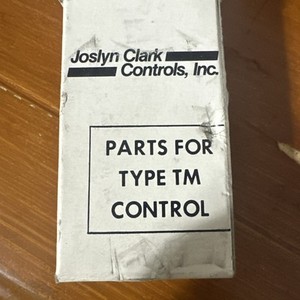 Joslyn Clark
Controls, Inc.
PARTS FOR
TYPE TM
CONTROL